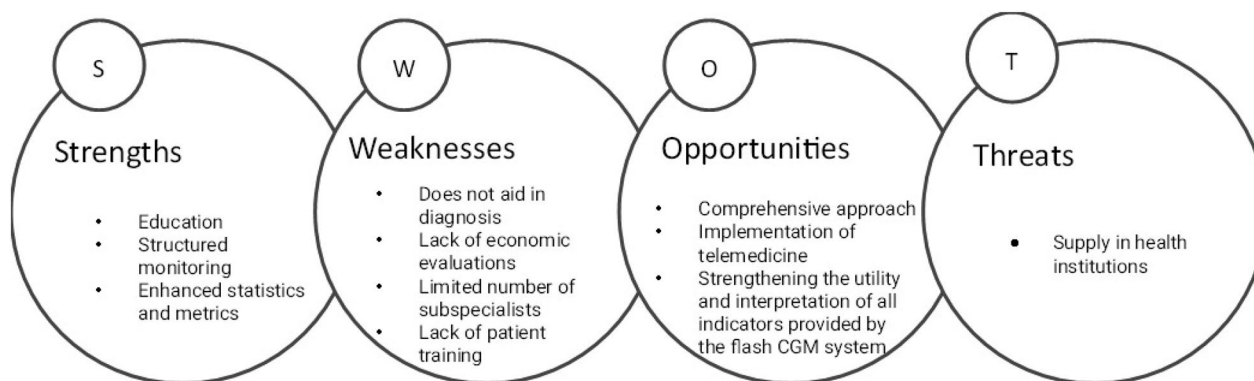 S
Strengths
• Education
• Structured
monitoring
• Enhanced statistics
and metrics
W
Weaknesses
• Does not aid in
diagnosis
• Lack of economic
evaluations
• Limited number of
subspecialists
• Lack of patient
training
O
Opportunities
• Comprehensive approach
• Implementation of
telemedicine
• Strengthening the utility
and interpretation of all
indicators provided by
the flash CGM system
T
Threats
• Supply in health
institutions